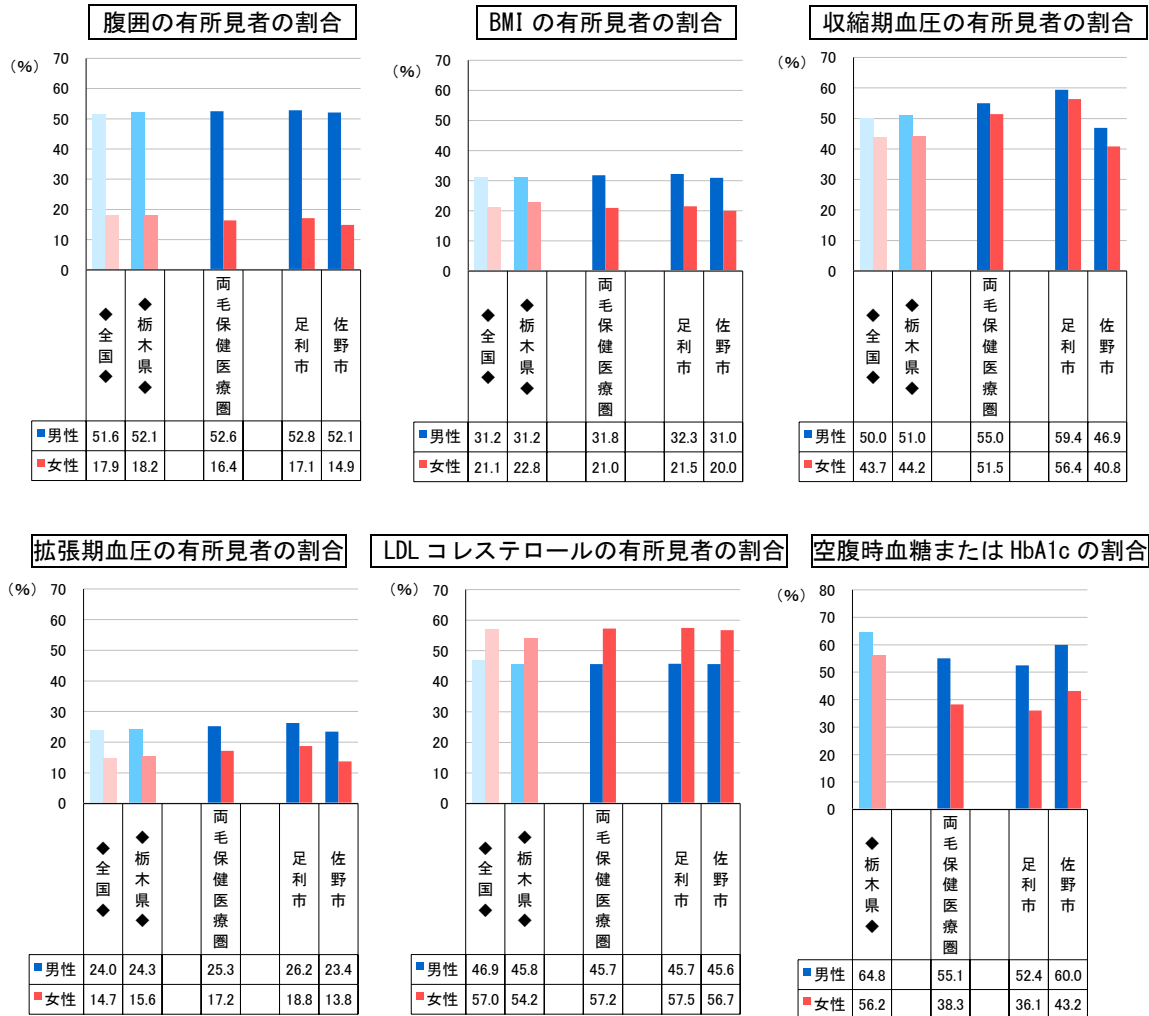 腹囲の有所見者の割合
(%)
70
60
50
40
30
20
10
0
◆全国◆ ◆栃木県◆ 両毛保健医療圏 足利市 佐野市
男性 51.6 52.1 52.6 52.8 52.1
女性 17.9 18.2 16.4 17.1 14.9
BMI の有所見者の割合
(%)
70
60
50
40
30
20
10
0
◆全国◆ ◆栃木県◆ 両毛保健医療圏 足利市 佐野市
男性 31.2 31.2 31.8 32.3 31.0
女性 21.1 22.8 21.0 21.5 20.0
収縮期血圧の有所見者の割合
(%)
70
60
50
40
30
20
10
0
◆全国◆ ◆栃木県◆ 両毛保健医療圏 足利市 佐野市
男性 50.0 51.0 55.0 59.4 46.9
女性 43.7 44.2 51.5 56.4 40.8
拡張期血圧の有所見者の割合
(%)
70
60
50
40
30
20
10
0
◆全国◆ ◆栃木県◆ 両毛保健医療圏 足利市 佐野市
男性 24.0 24.3 25.3 26.2 23.4
女性 14.7 15.6 17.2 18.8 13.8
LDL コレステロールの有所見者の割合
(%)
70
60
50
40
30
20
10
0
◆全国◆ ◆栃木県◆ 両毛保健医療圏 足利市 佐野市
男性 46.9 45.8 45.7 45.7 45.6
女性 57.0 54.2 57.2 57.5 56.7
空腹時血糖または HbA1c の割合
(%)
80
70
60
50
40
30
20
10
0
◆栃木県◆ 両毛保健医療圏 足利市 佐野市
男性 64.8 55.1 52.4 60.0
女性 56.2 38.3 36.1 43.2